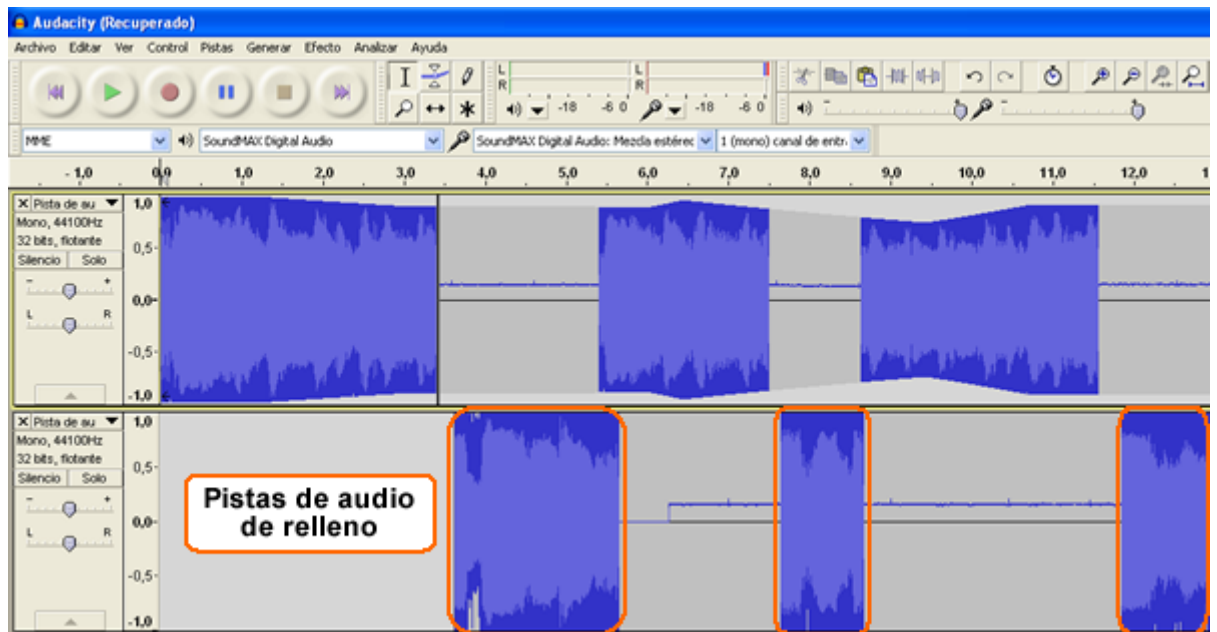 Audacity (Recuperado)
Archivo Editar Ver Control Pistas Generar Efecto Analizar Ayuda
L
R
-18 -6 0
L
R
-18 -6 0
MME
SoundMAX Digital Audio
SoundMAX Digital Audio: Mezcla estérec
1 (mono) canal de entr.
- 1,0 0,0 1,0 2,0 3,0 4,0 5,0 6,0 7,0 8,0 9,0 10,0 11,0 12,0 1
X Pista de au
Mono, 44100Hz
32 bits, flotante
Silencio Solo
- +
L R
1,0
0,5-
0,0-
-0,5-
-1,0
X Pista de au
Mono, 44100Hz
32 bits, flotante
Silencio Solo
- +
L R
1,0
0,5-
0,0-
-0,5-
-1,0
Pistas de audio
de relleno